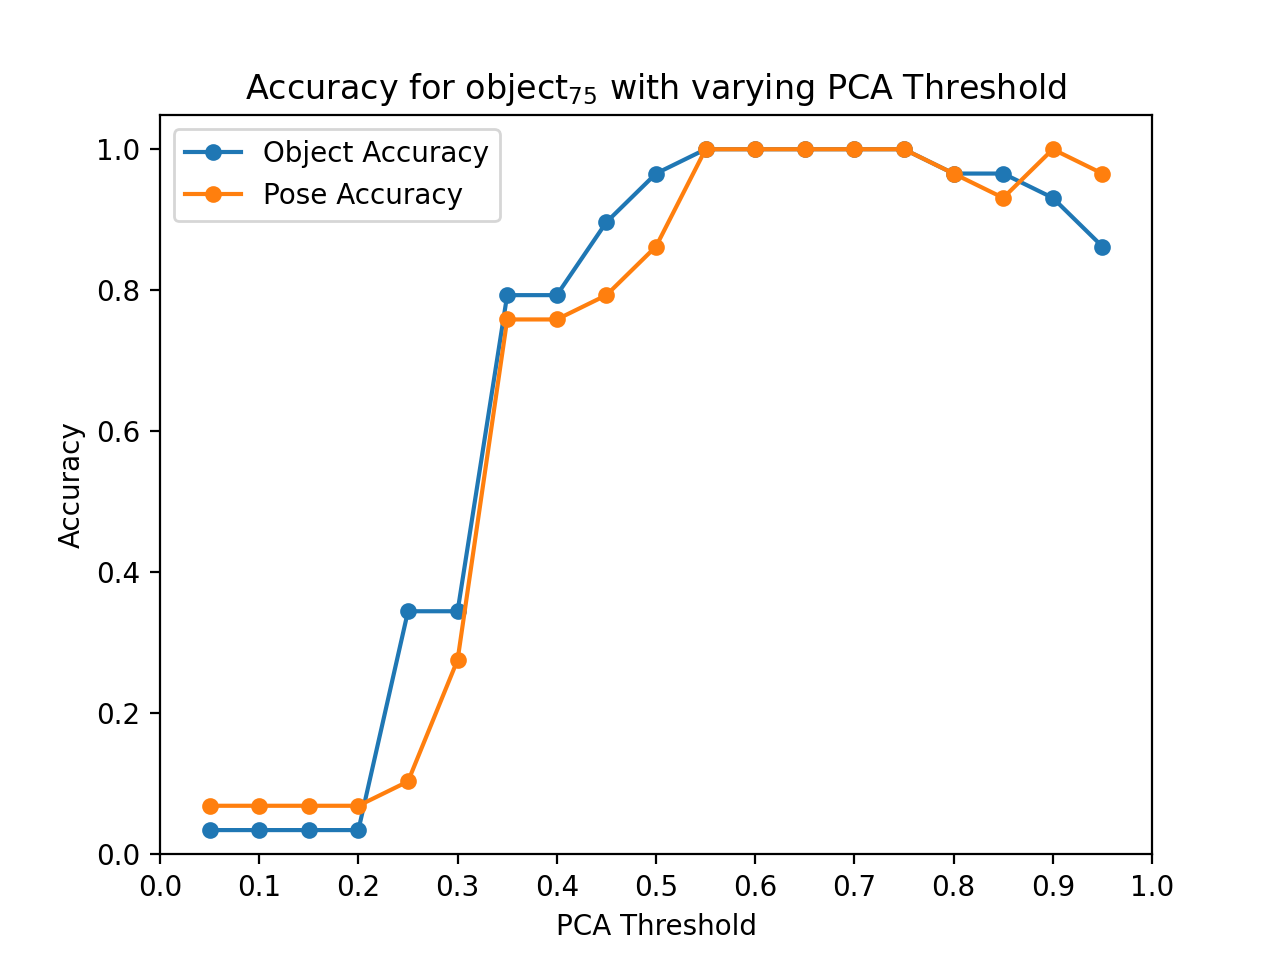 Accuracy for object₇₅ with varying PCA Threshold
Object Accuracy
Pose Accuracy
1.0
0.8
0.6
0.4
0.2
0.0
Accuracy
0.0 0.1 0.2 0.3 0.4 0.5 0.6 0.7 0.8 0.9 1.0
PCA Threshold